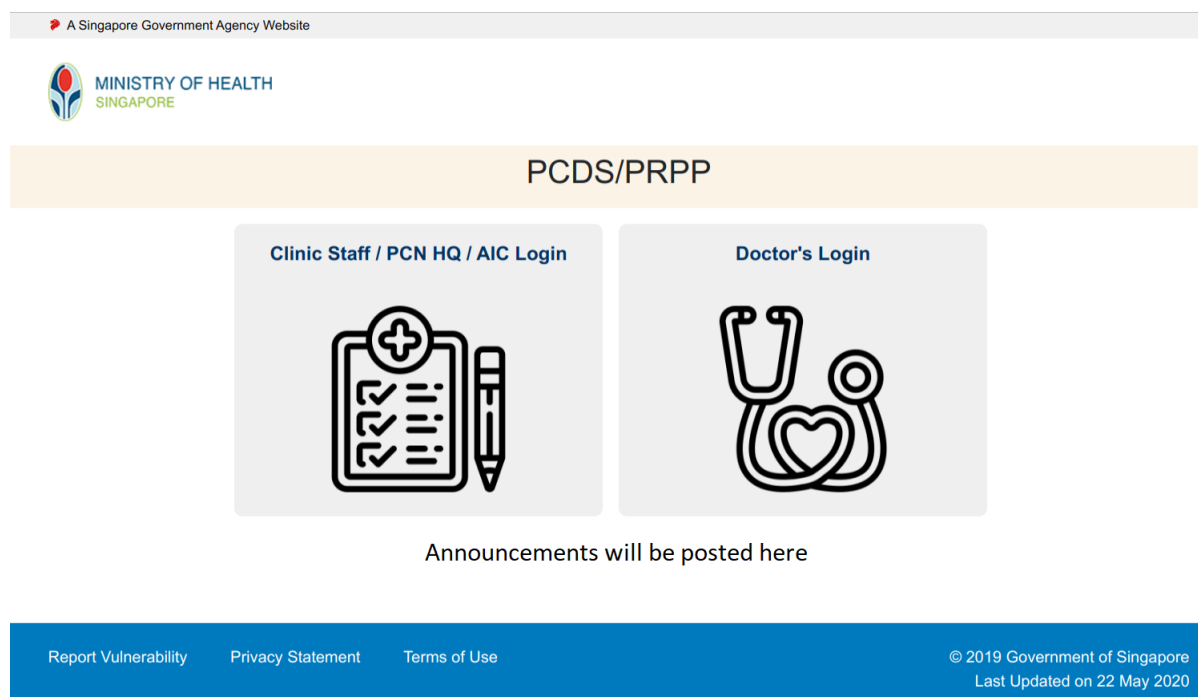 A Singapore Government Agency Website
MINISTRY OF HEALTH
SINGAPORE
PCDS/PRPP
Clinic Staff / PCN HQ / AIC Login
Doctor's Login
Announcements will be posted here
Report Vulnerability
Privacy Statement
Terms of Use
© 2019 Government of Singapore
Last Updated on 22 May 2020